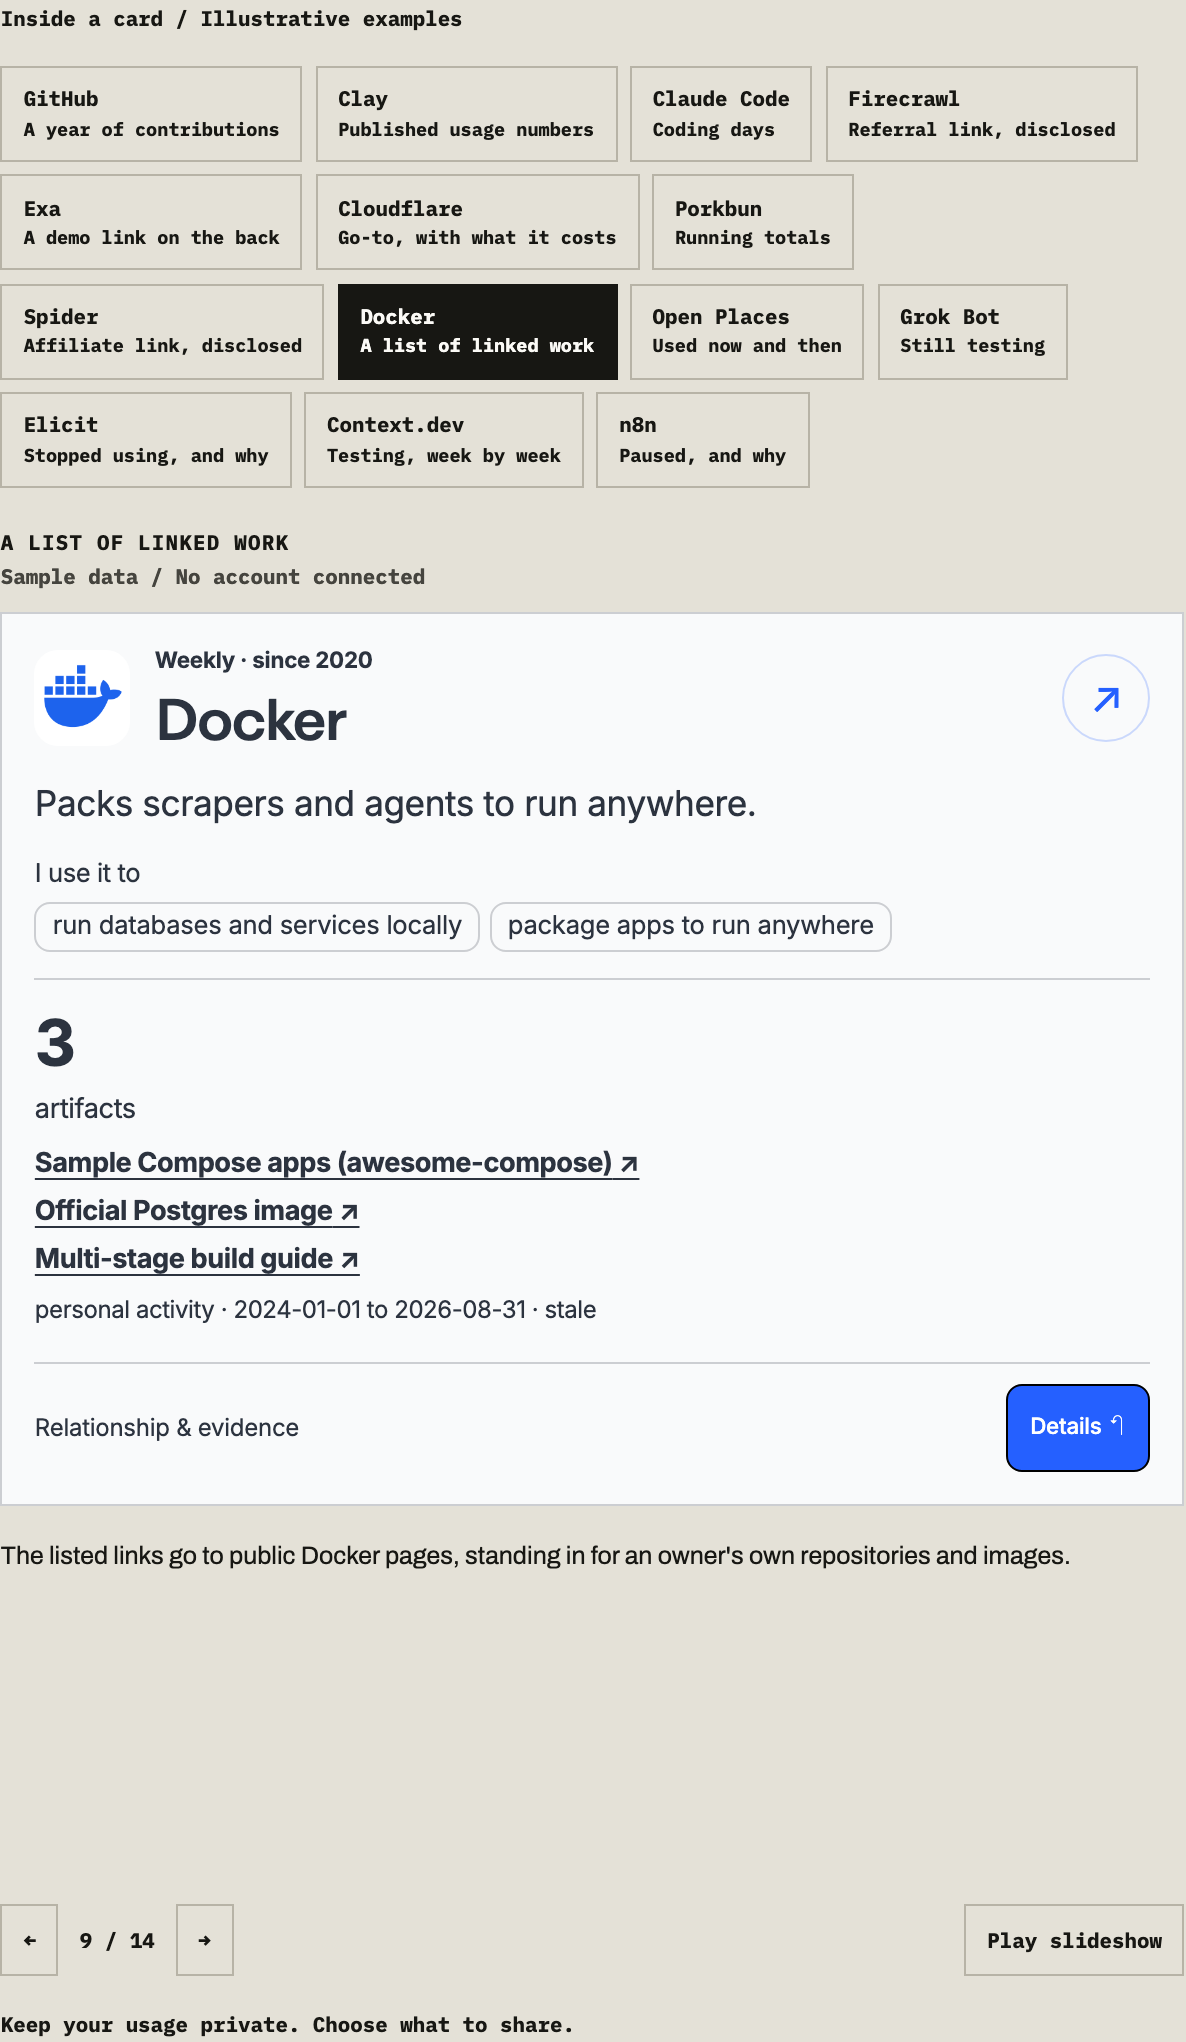 Inside a card / Illustrative examples
GitHub
A year of contributions
Clay
Published usage numbers
Claude Code
Coding days
Firecrawl
Referral link, disclosed
Exa
A demo link on the back
Cloudflare
Go-to, with what it costs
Porkbun
Running totals
Spider
Affiliate link, disclosed
Docker
A list of linked work
Open Places
Used now and then
Grok Bot
Still testing
Elicit
Stopped using, and why
Context.dev
Testing, week by week
n8n
Paused, and why
A LIST OF LINKED WORK
Sample data / No account connected
Weekly · since 2020
Docker
↗
Packs scrapers and agents to run anywhere.
I use it to
run databases and services locally
package apps to run anywhere
3
artifacts
Sample Compose apps (awesome-compose) ↗
Official Postgres image ↗
Multi-stage build guide ↗
personal activity · 2024-01-01 to 2026-08-31 · stale
Relationship & evidence
Details
The listed links go to public Docker pages, standing in for an owner's own repositories and images.
← 9 / 14 →
Play slideshow
Keep your usage private. Choose what to share.